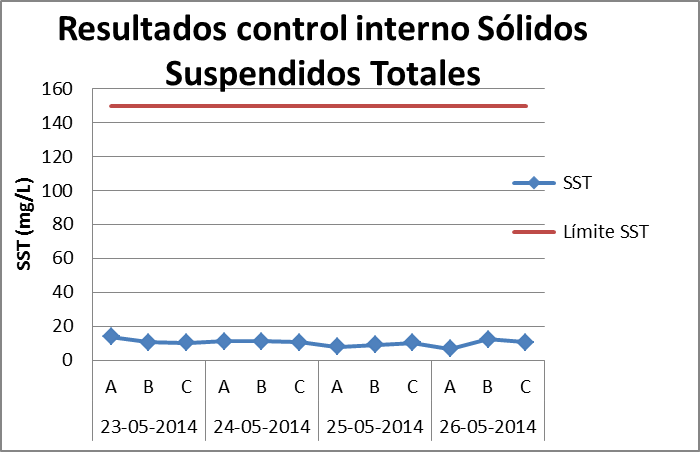 Resultados control interno Sólidos
Suspendidos Totales
SST (mg/L)
160
140
120
100
80
60
40
20
0
A B C A B C A B C A B C
23-05-2014 24-05-2014 25-05-2014 26-05-2014
SST
Límite SST